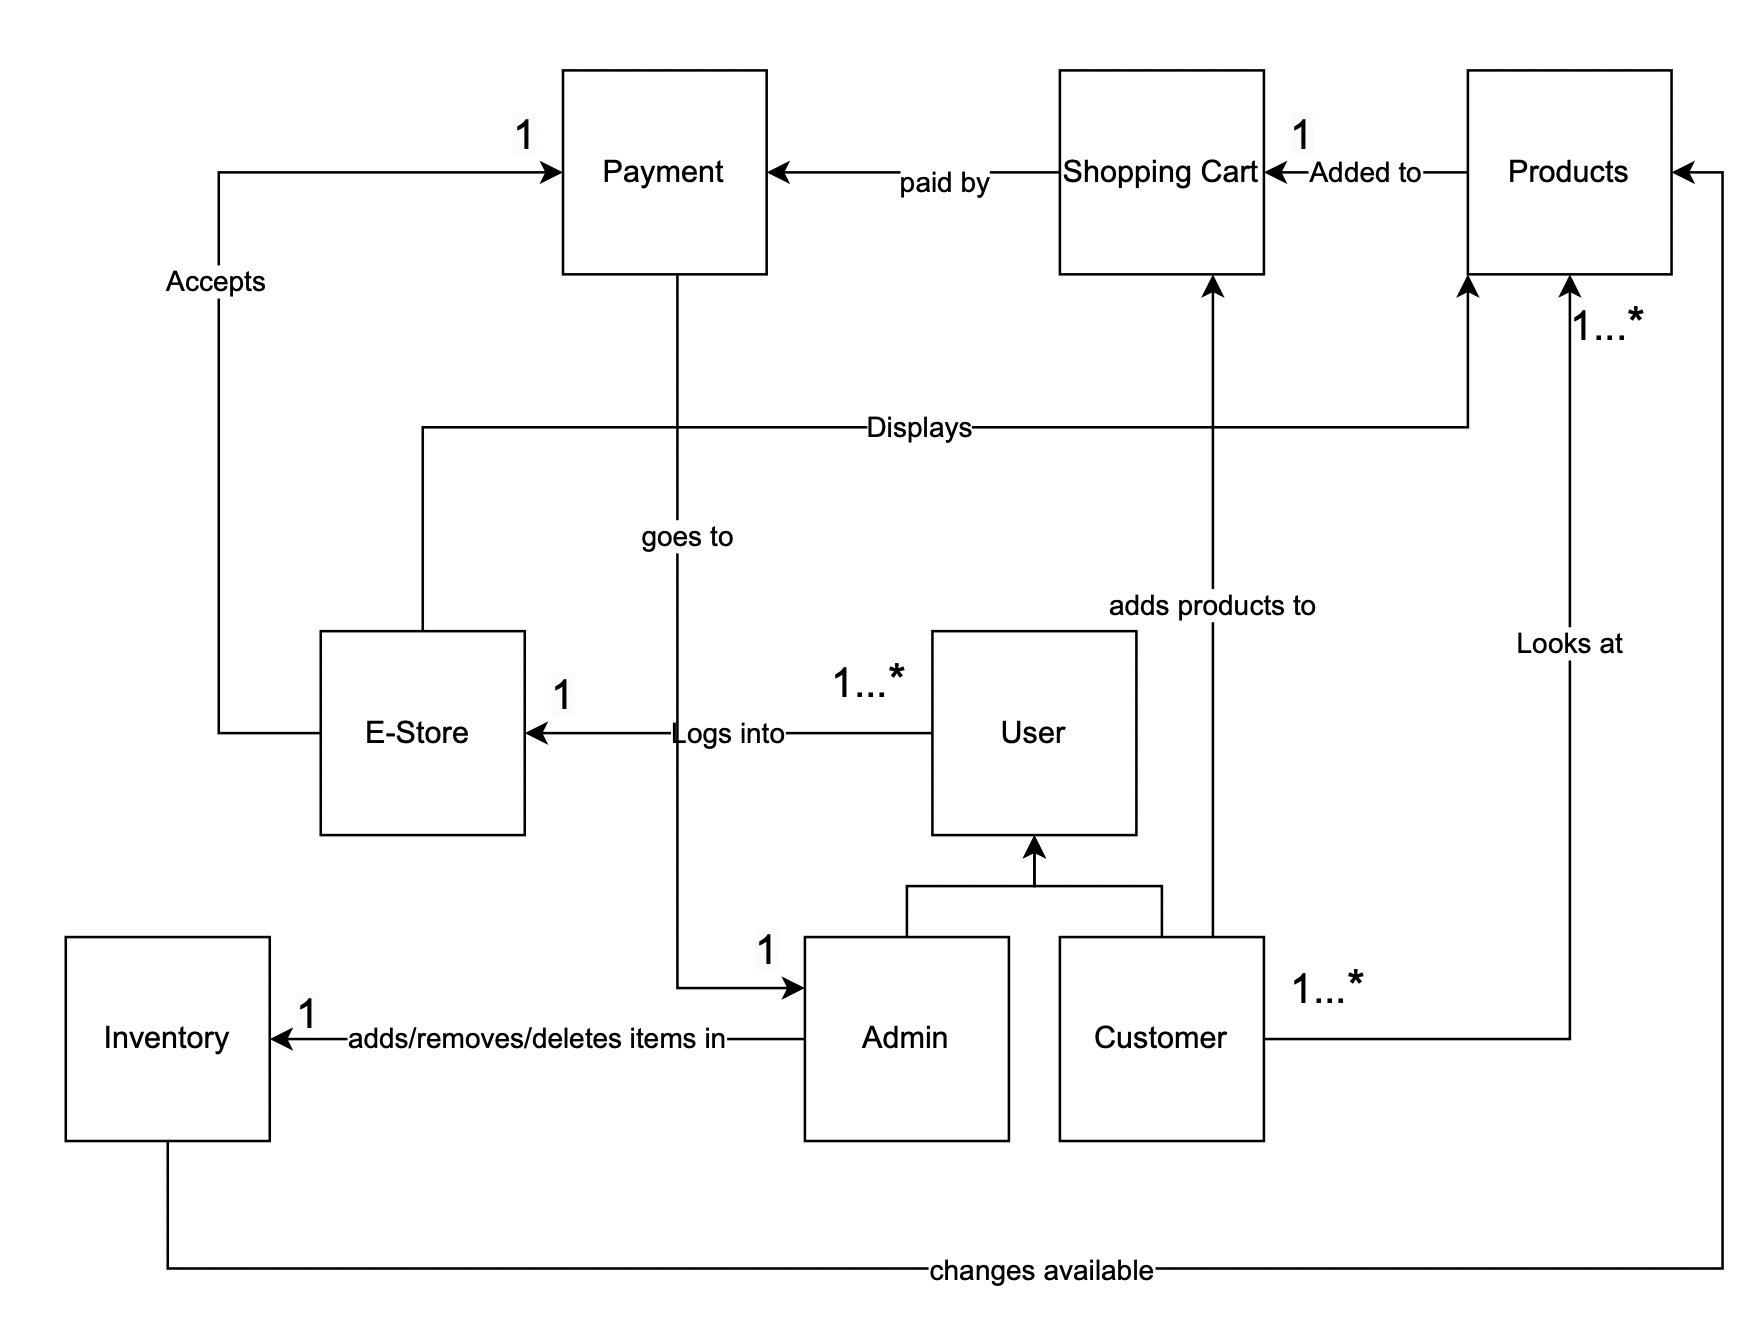 1
1
Payment
paid by
Shopping Cart
Added to
Products
Accepts
1...*
Displays
goes to
adds products to
Looks at
1
1...*
E-Store
Logs into
User
1
1...*
1
Inventory
adds/removes/deletes items in
Admin
Customer
changes available